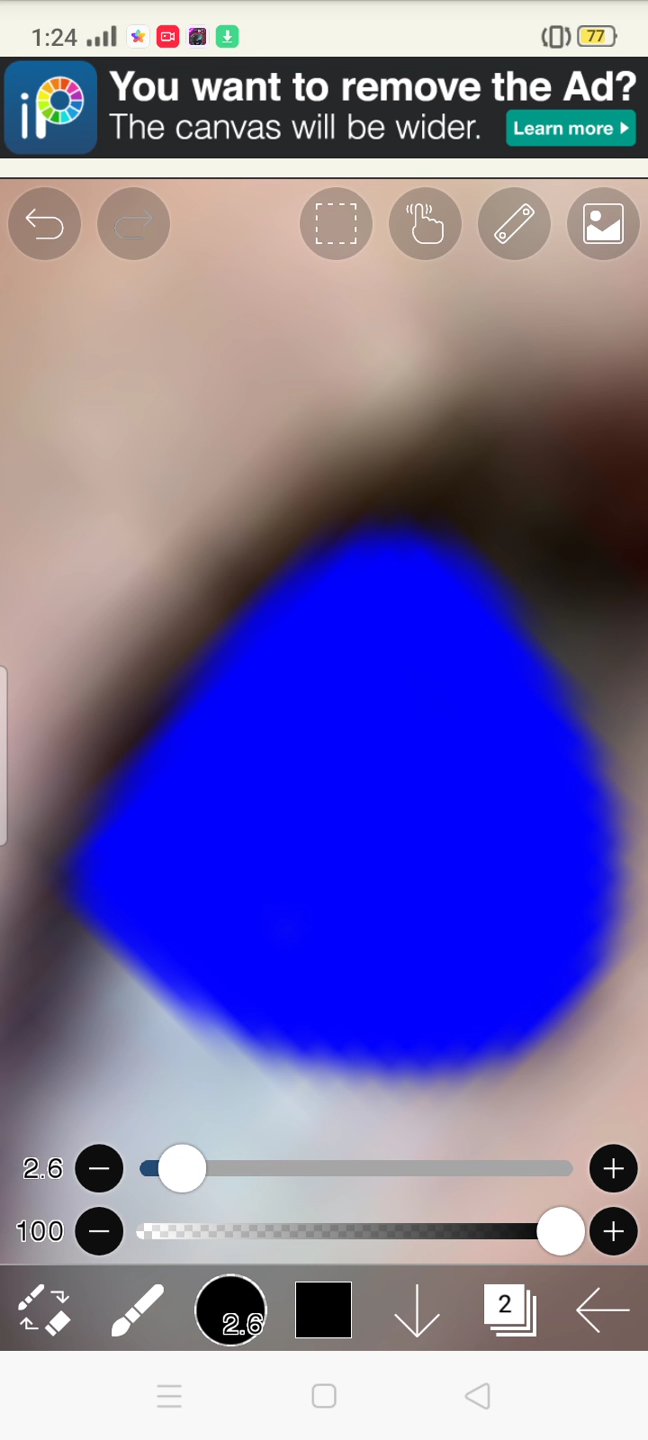 1:24
77
iP
You want to remove the Ad?
The canvas will be wider.
Learn more
2.6
100
2.6
2